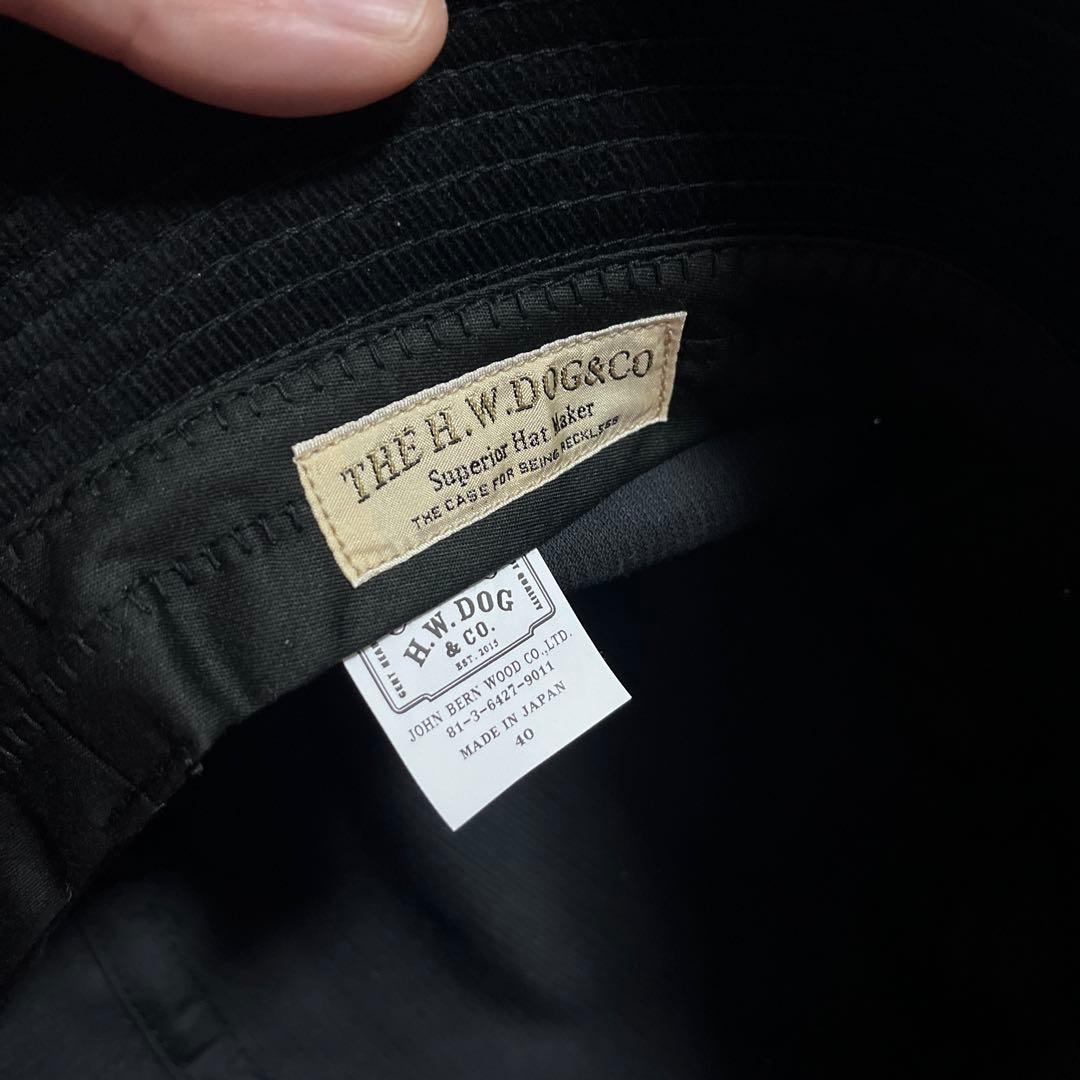 THE H.W.DOG&CO
Superior Hat Maker
THE CASE FOR BEING RECKLESS
H.W.DOG
& CO.
EST. 2015
QUALITY
JOHN BERN WOOD CO.,LTD.
81-3-6427-9011
MADE IN JAPAN
40